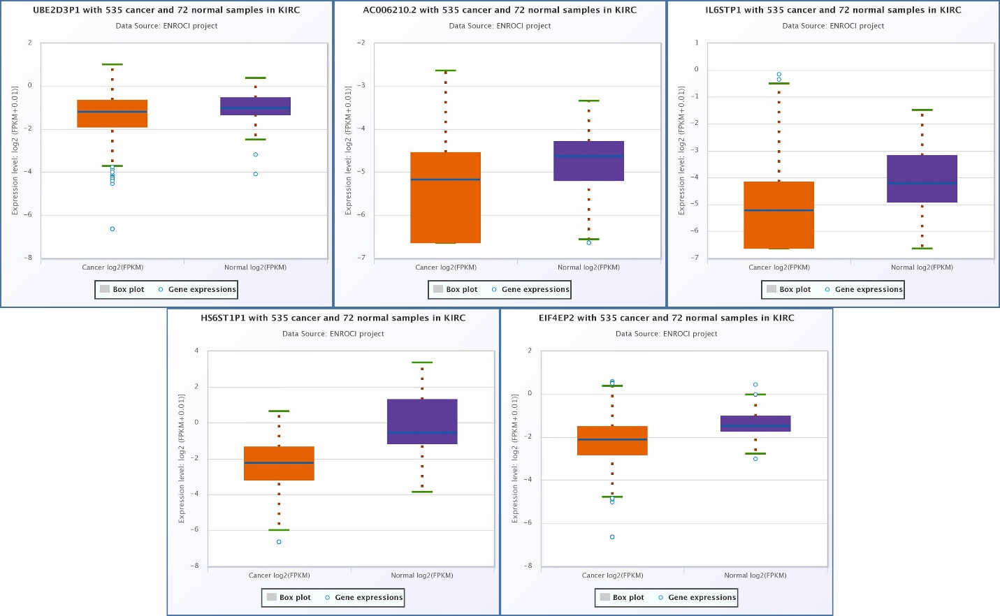 UBE2D3P1 with 535 cancer and 72 normal samples in KIRC
Data Source: ENROCI project
Expression level: log2 (FPKM+0.01)]
2
0
−2
−4
−6
−8
Cancer log2(FPKM)
Normal log2(FPKM)
Box plot
Gene expressions
AC006210.2 with 535 cancer and 72 normal samples in KIRC
Data Source: ENROCI project
Expression level: log2 (FPKM+0.01)]
−2
−3
−4
−5
−6
−7
Cancer log2(FPKM)
Normal log2(FPKM)
Box plot
Gene expressions
IL6STP1 with 535 cancer and 72 normal samples in KIRC
Data Source: ENROCI project
Expression level: log2 (FPKM+0.01)]
1
0
−1
−2
−3
−4
−5
−6
−7
Cancer log2(FPKM)
Normal log2(FPKM)
Box plot
Gene expressions
HS6ST1P1 with 535 cancer and 72 normal samples in KIRC
Data Source: ENROCI project
Expression level: log2 (FPKM+0.01)]
4
2
0
−2
−4
−6
−8
Cancer log2(FPKM)
Normal log2(FPKM)
Box plot
Gene expressions
EIF4EP2 with 535 cancer and 72 normal samples in KIRC
Data Source: ENROCI project
Expression level: log2 (FPKM+0.01)]
2
0
−2
−4
−6
−8
Cancer log2(FPKM)
Normal log2(FPKM)
Box plot
Gene expressions